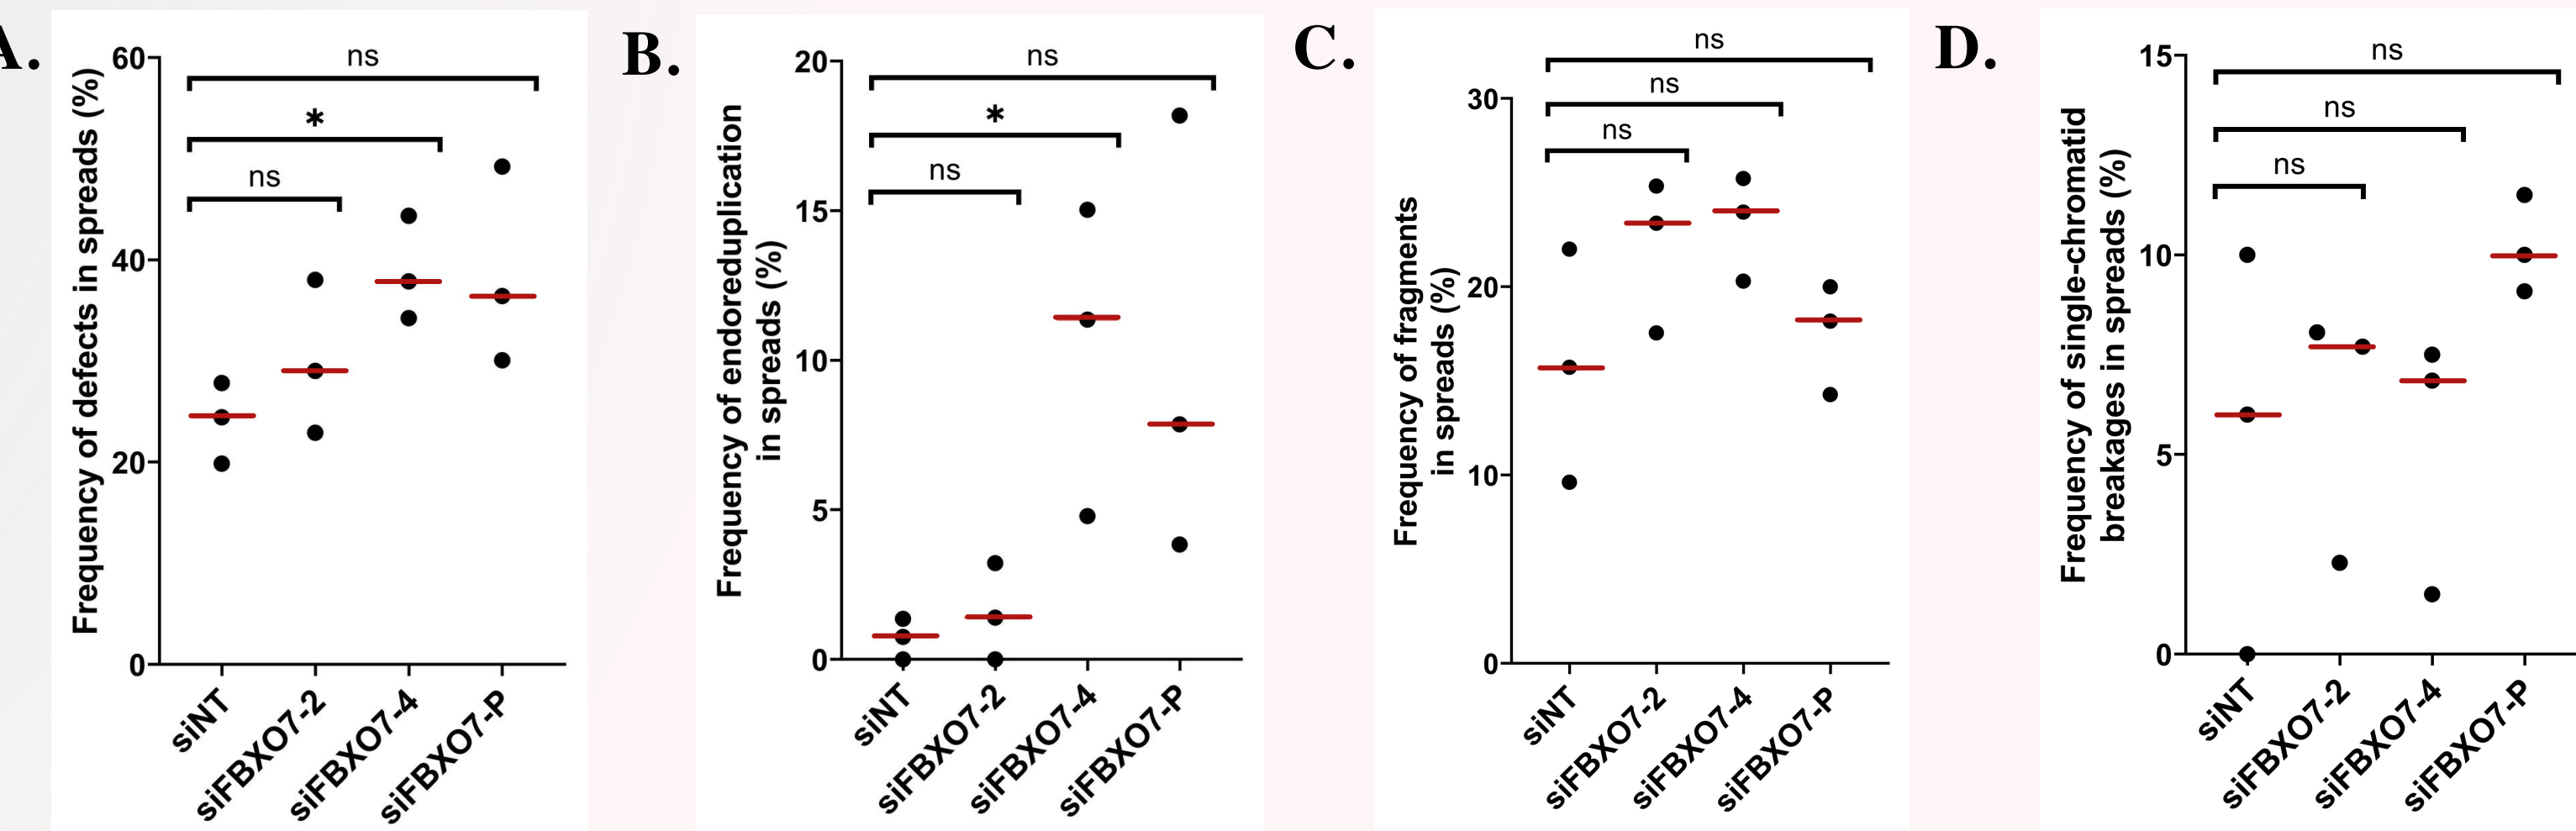 A.
Frequency of defects in spreads (%)
60
40
20
0
ns
*
ns
siNT
siFBXO7-2
siFBXO7-4
siFBXO7-P
B.
Frequency of endoreduplication
in spreads (%)
20
15
10
5
0
ns
*
ns
siNT
siFBXO7-2
siFBXO7-4
siFBXO7-P
C.
Frequency of fragments
in spreads (%)
30
20
10
0
ns
ns
ns
siNT
siFBXO7-2
siFBXO7-4
siFBXO7-P
D.
Frequency of single-chromatid
breakages in spreads (%)
15
10
5
0
ns
ns
ns
siNT
siFBXO7-2
siFBXO7-4
siFBXO7-P